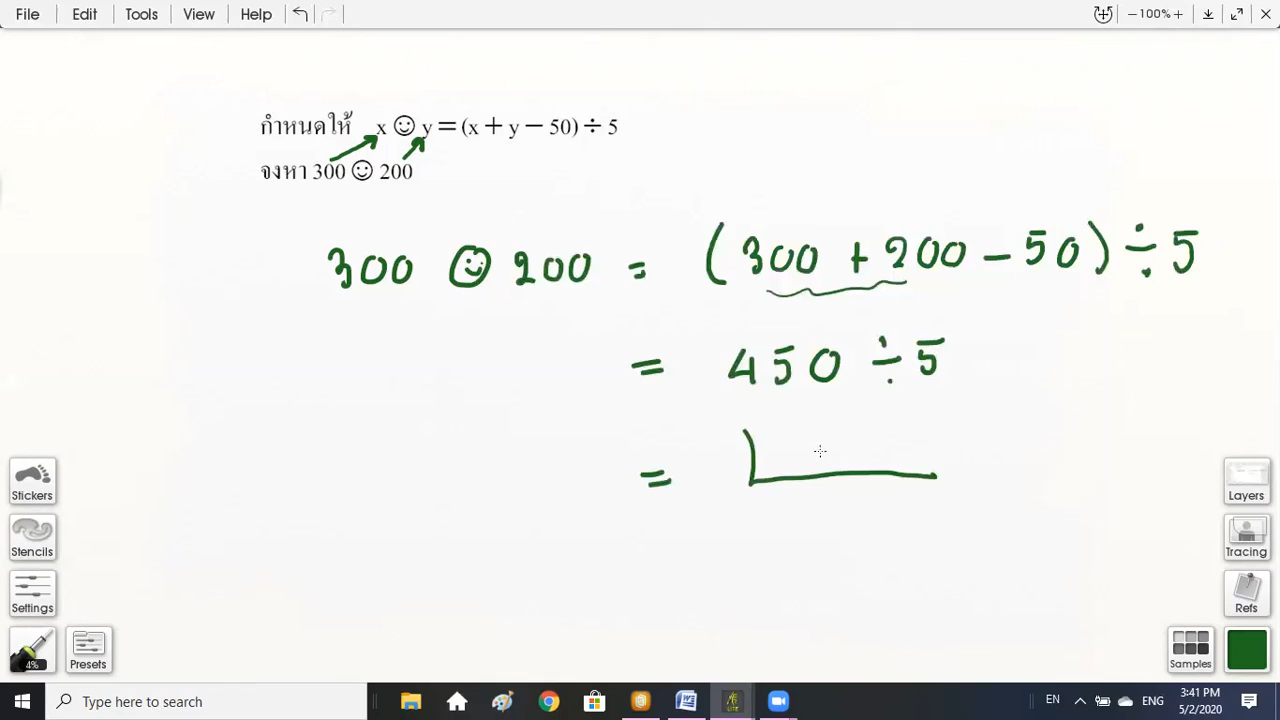 File Edit Tools View Help −100%+
กำหนดให้ x ☺ y = (x + y − 50) ÷ 5
จงหา 300 ☺ 200
300 ☺ 200 = (300 + 200 − 50) ÷ 5
= 450 ÷ 5
=
Stickers
Stencils
Settings
4%
Presets
Layers
Tracing
Refs
Samples
Type here to search
EN
ENG
3:41 PM
5/2/2020